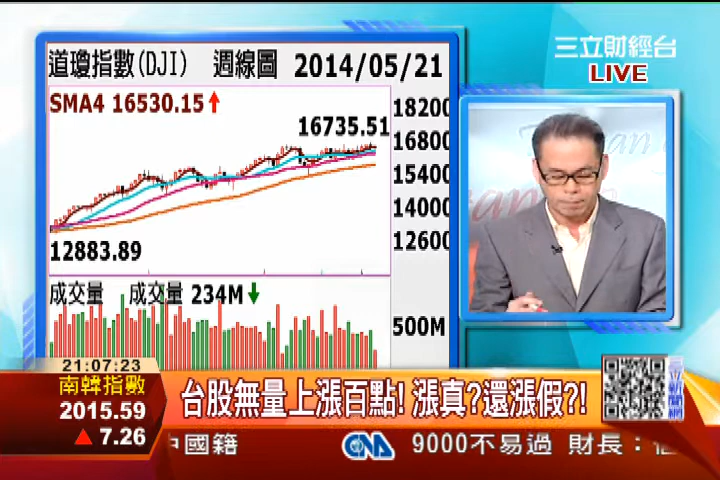 道瓊指數(DJI) 週線圖 2014/05/21
SMA4 16530.15
16735.51
12883.89
18200
16800
15400
14000
12600
成交量 成交量 234M
500M
三立財經台
LIVE
21:07:23
南韓指數
2015.59
▲7.26
台股無量上漲百點! 漲真?還漲假?!
中國籍 CNA 9000不易過 財長：